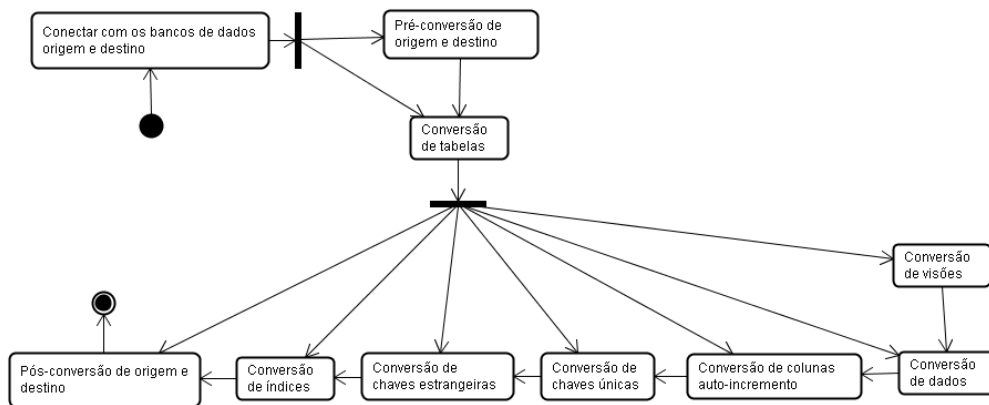 Conectar com os bancos de dados
origem e destino
Pré-conversão de
origem e destino
Conversão
de tabelas
Conversão
de visões
Pós-conversão de origem e
destino
Conversão
de índices
Conversão de
chaves estrangeiras
Conversão de
chaves únicas
Conversão de colunas
auto-incremento
Conversão
de dados